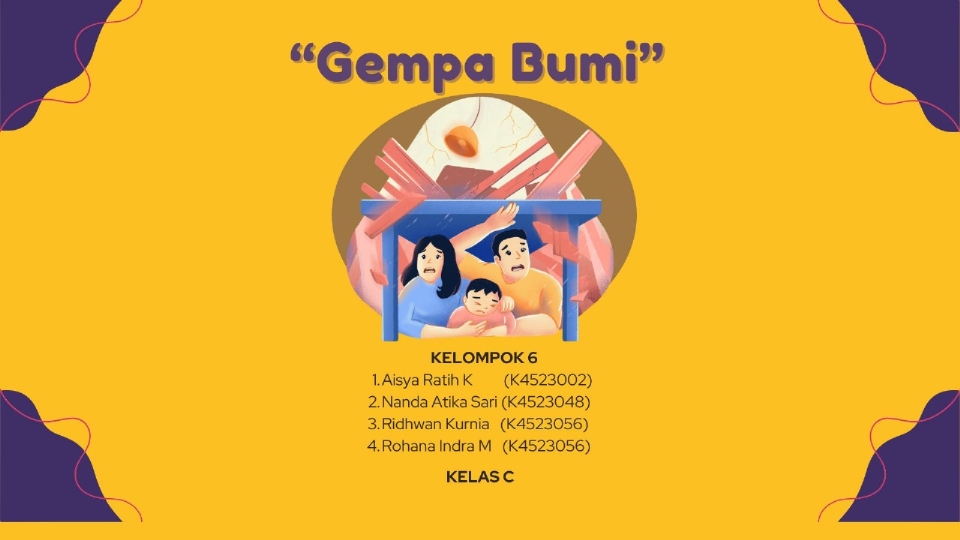 “Gempa Bumi”
KELOMPOK 6
1. Aisya Ratih K (K4523002)
2. Nanda Atika Sari (K4523048)
3. Ridhwan Kurnia (K4523056)
4. Rohana Indra M (K4523056)
KELAS C